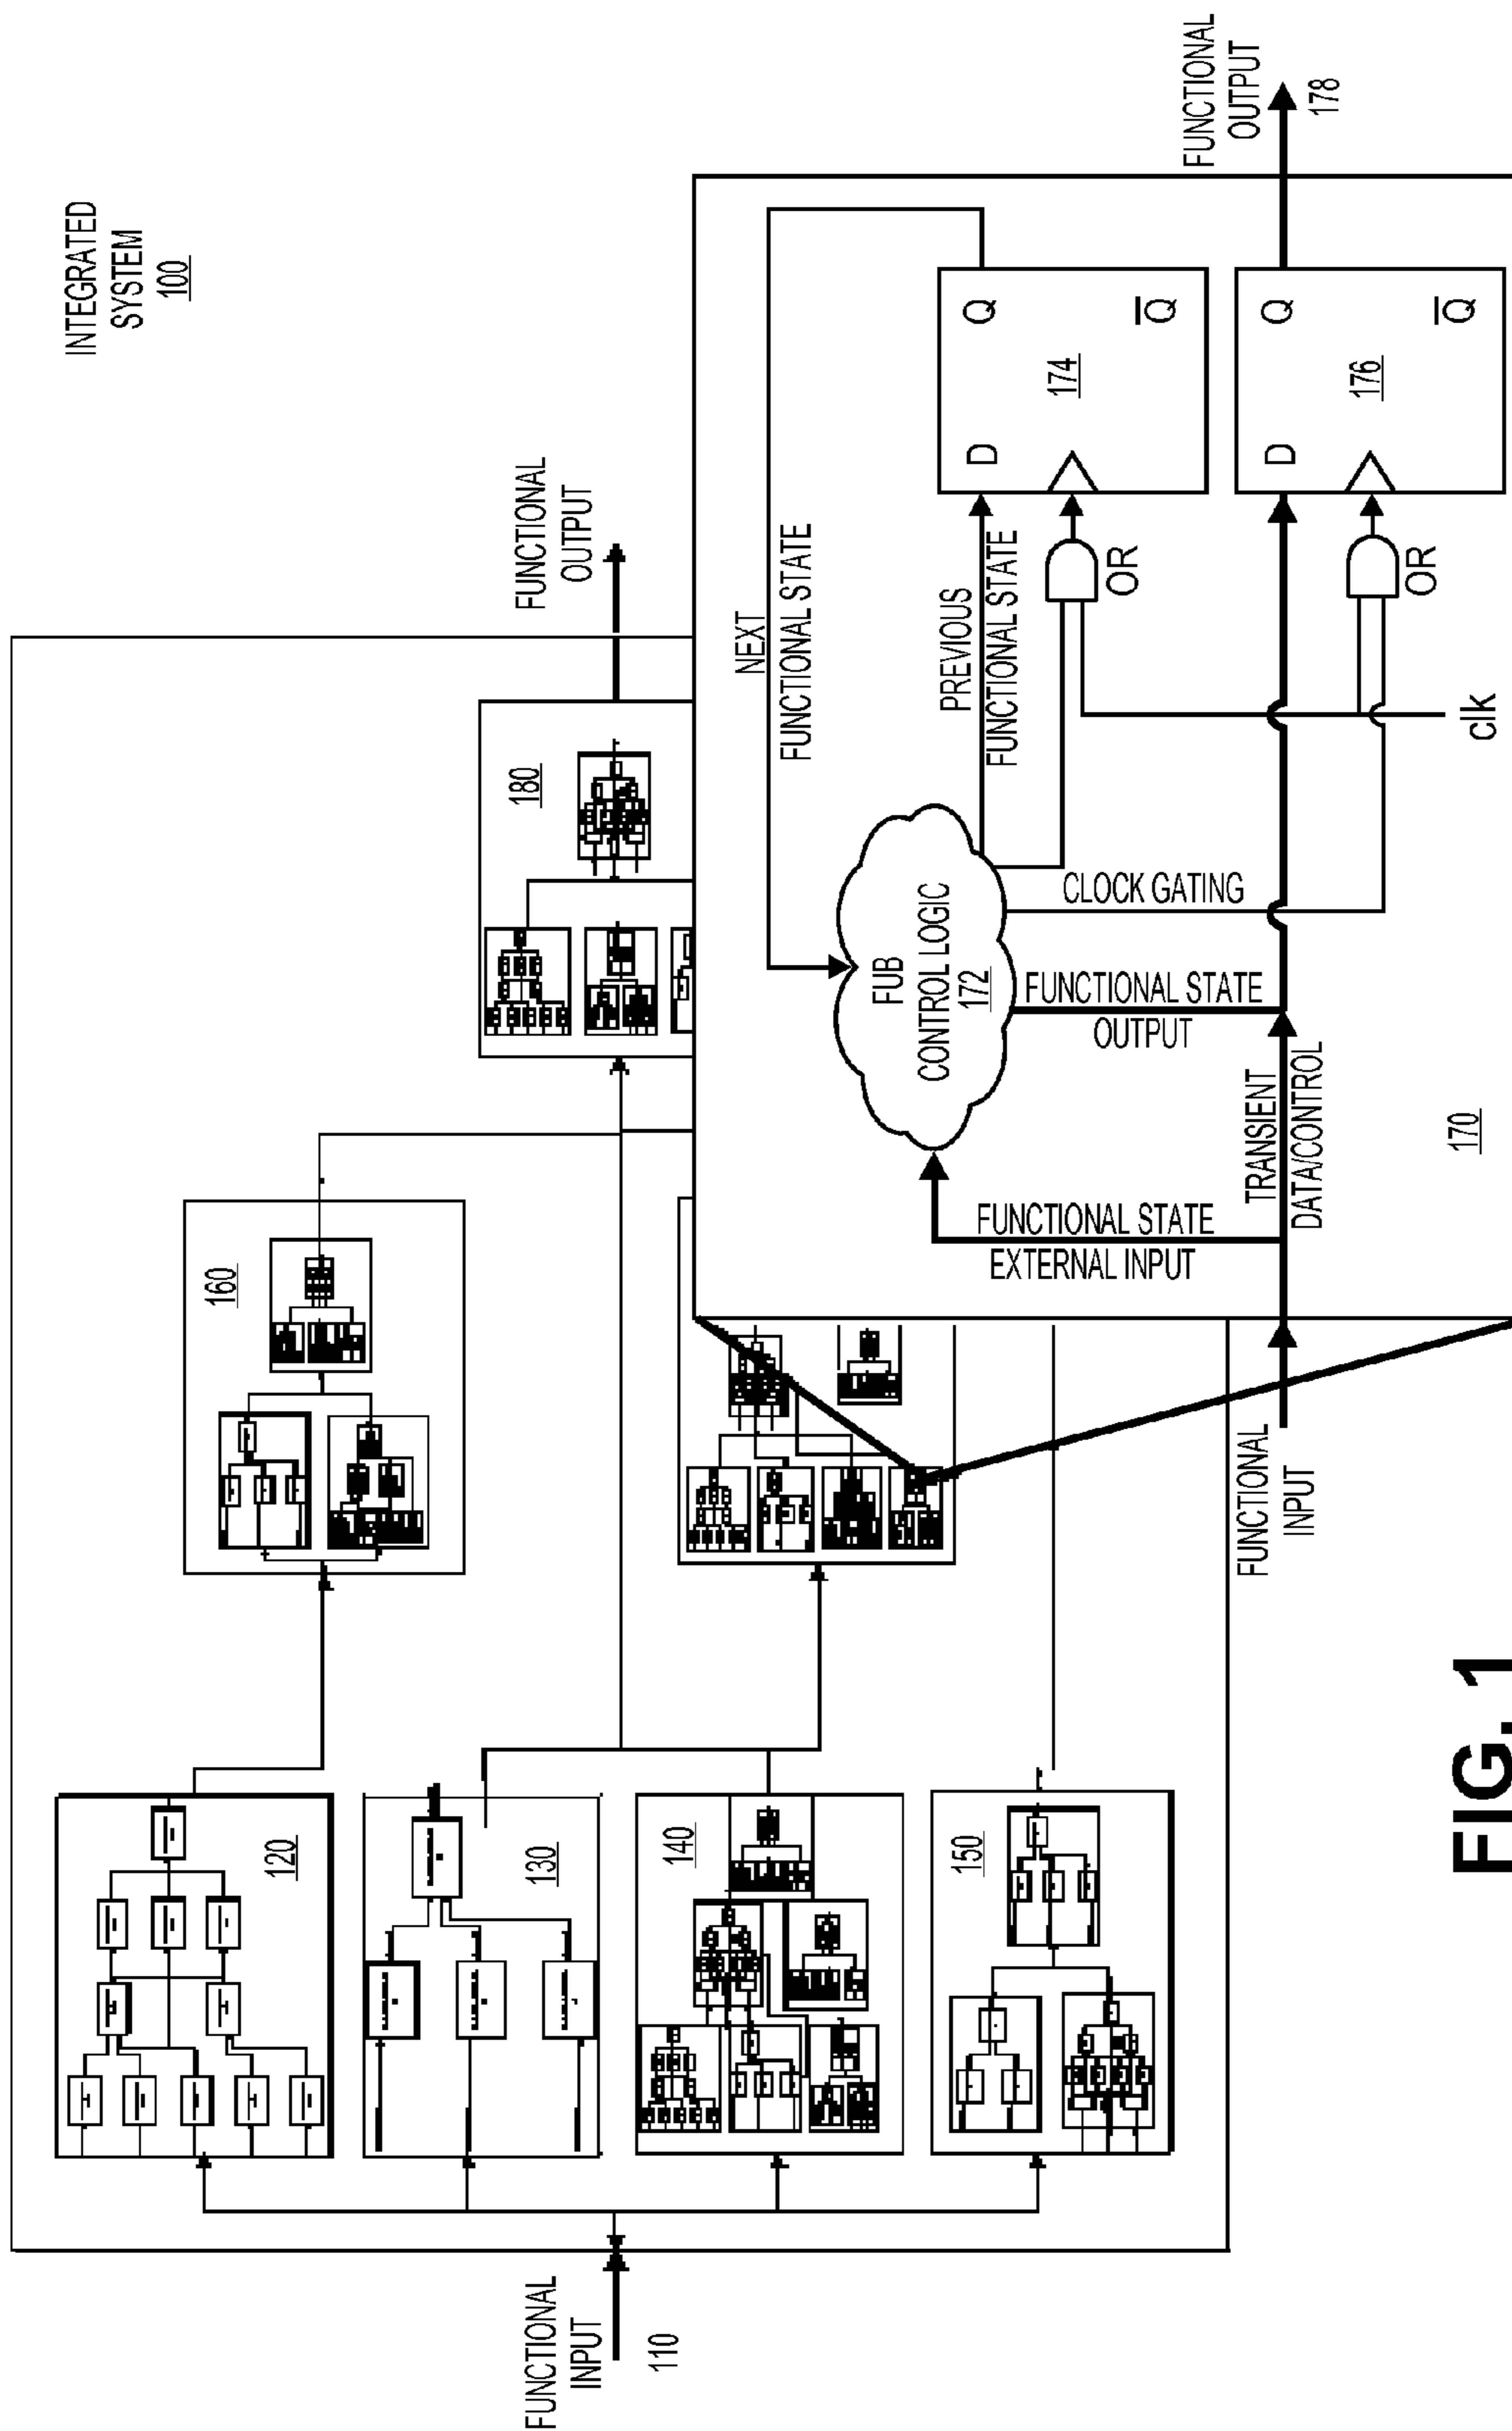 INTEGRATED
SYSTEM
100
FUNCTIONAL
INPUT
110
120
130
140
150
160
180
FUNCTIONAL
OUTPUT
FUNCTIONAL
INPUT
170
FUNCTIONAL STATE
EXTERNAL INPUT
TRANSIENT
DATA/CONTROL
FUB
CONTROL LOGIC
172
FUNCTIONAL STATE
OUTPUT
CLOCK GATING
NEXT
FUNCTIONAL STATE
PREVIOUS
FUNCTIONAL STATE
OR
OR
clk
D
Q
174
Q
D
Q
176
Q
FUNCTIONAL
OUTPUT
178
FIG. 1